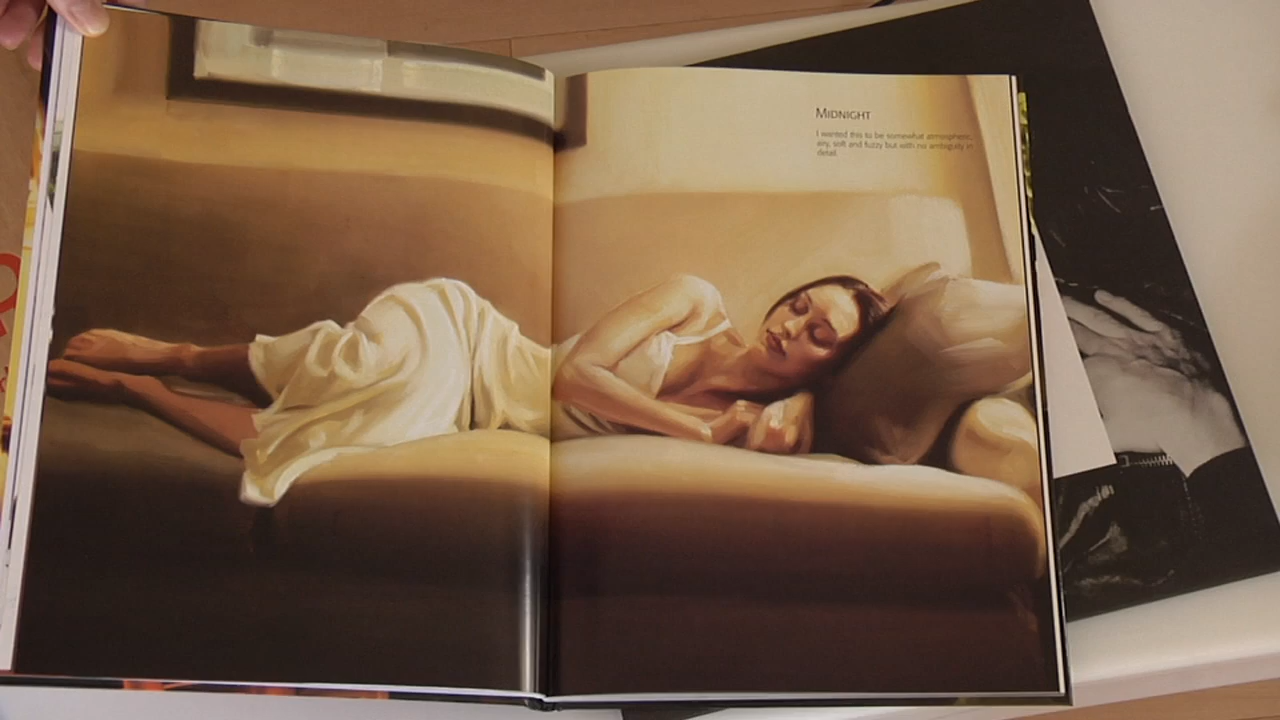 MIDNIGHT
I wanted this to be somewhat atmospheric,
airy, soft and fuzzy but with no ambiguity in
detail.